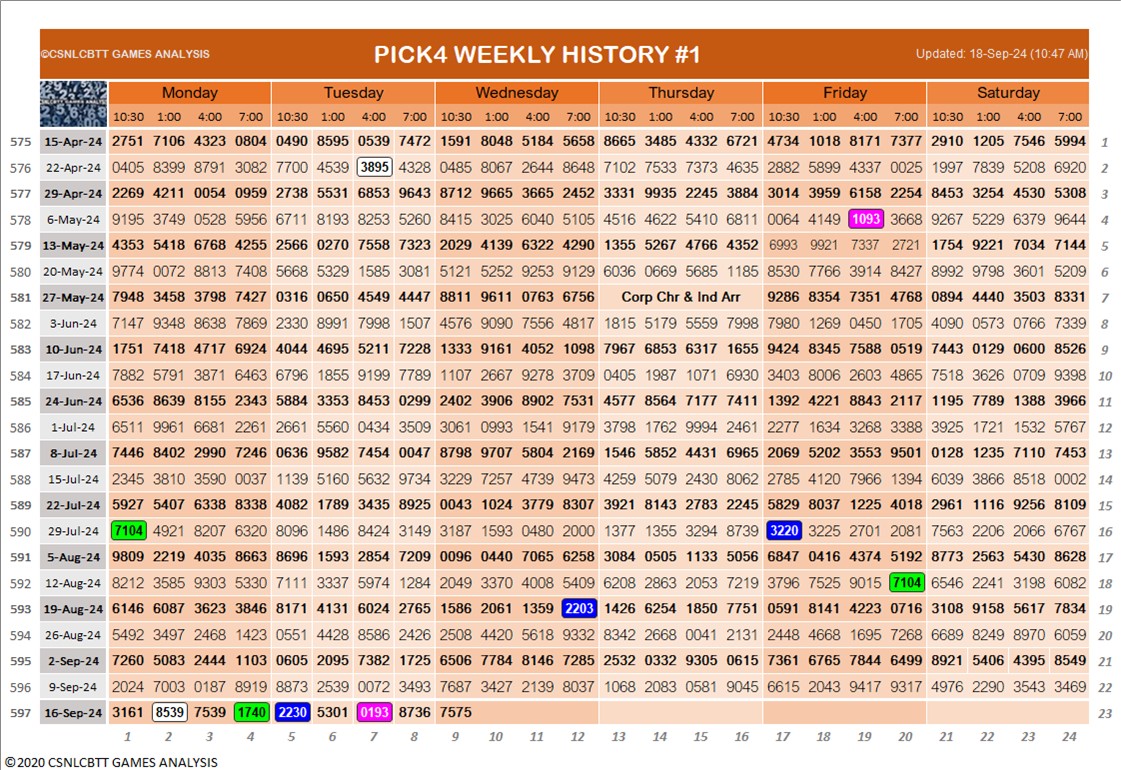 ©CSNLCBTT GAMES ANALYSIS PICK4 WEEKLY HISTORY #1 Updated: 18-Sep-24 (10:47 AM)
Monday Tuesday Wednesday Thursday Friday Saturday
10:30 1:00 4:00 7:00 10:30 1:00 4:00 7:00 10:30 1:00 4:00 7:00 10:30 1:00 4:00 7:00 10:30 1:00 4:00 7:00 10:30 1:00 4:00 7:00
575 15-Apr-24 2751 7106 4323 0804 0490 8595 0539 7472 1591 8048 5184 5658 8665 3485 4332 6721 4734 1018 8171 7377 2910 1205 7546 5994 1
576 22-Apr-24 0405 8399 8791 3082 7700 4539 3895 4328 0485 8067 2644 8648 7102 7533 7373 4635 2882 5899 4337 0025 1997 7839 5208 6920 2
577 29-Apr-24 2269 4211 0054 0959 2738 5531 6853 9643 8712 9665 3665 2452 3331 9935 2245 3884 3014 3959 6158 2254 8453 3254 4530 5308 3
578 6-May-24 9195 3749 0528 5956 6711 8193 8253 5260 8415 3025 6040 5105 4516 4622 5410 6811 0064 4149 1093 3668 9267 5229 6379 9644 4
579 13-May-24 4353 5418 6768 4255 2566 0270 7558 7323 2029 4139 6322 4290 1355 5267 4766 4352 6993 9921 7337 2721 1754 9221 7034 7144 5
580 20-May-24 9774 0072 8813 7408 5668 5329 1585 3081 5121 5252 9253 9129 6036 0669 5685 1185 8530 7766 3914 8427 8992 9798 3601 5209 6
581 27-May-24 7948 3458 3798 7427 0316 0650 4549 4447 8811 9611 0763 6756 Corp Chr & Ind Arr 9286 8354 7351 4768 0894 4440 3503 8331 7
582 3-Jun-24 7147 9348 8638 7869 2330 8991 7998 1507 4576 9090 7556 4817 1815 5179 5559 7998 7980 1269 0450 1705 4090 0573 0766 7339 8
583 10-Jun-24 1751 7418 4717 6924 4044 4695 5211 7228 1333 9161 4052 1098 7967 6853 6317 1655 9424 8345 7588 0519 7443 0129 0600 8526 9
584 17-Jun-24 7882 5791 3871 6463 6796 1855 9199 7789 1107 2667 9278 3709 0405 1987 1071 6930 3403 8006 2603 4865 7518 3626 0709 9398 10
585 24-Jun-24 6536 8639 8155 2343 5884 3353 8453 0299 2402 3906 8902 7531 4577 8564 7177 7411 1392 4221 8843 2117 1195 7789 1388 3966 11
586 1-Jul-24 6511 9961 6681 2261 2661 5560 0434 3509 3061 0993 1541 9179 3798 1762 9994 2461 2277 1634 3268 3388 3925 1721 1532 5767 12
587 8-Jul-24 7446 8402 2990 7246 0636 9582 7454 0047 8798 9707 5804 2169 1546 5852 4431 6965 2069 5202 3553 9501 0128 1235 7110 7453 13
588 15-Jul-24 2345 3810 3590 0037 1139 5160 5632 9734 3229 7257 4739 9473 4259 5079 2430 8062 2785 4120 7966 1394 6039 3866 8518 0002 14
589 22-Jul-24 5927 5407 6338 8338 4082 1789 3435 8925 0043 1024 3779 8307 3921 8143 2783 2245 5829 8037 1225 4018 2961 1116 9256 8109 15
590 29-Jul-24 7104 4921 8207 6320 8096 1486 8424 3149 3187 1593 0480 2000 1377 1355 3294 8739 3220 3225 2701 2081 7563 2206 2066 6767 16
591 5-Aug-24 9809 2219 4035 8663 8696 1593 2854 7209 0096 0440 7065 6258 3084 0505 1133 5056 6847 0416 4374 5192 8773 2563 5430 8628 17
592 12-Aug-24 8212 3585 9303 5330 7111 3337 5974 1284 2049 3370 4008 5409 6208 2863 2053 7219 3796 7525 9015 7104 6546 2241 3198 6082 18
593 19-Aug-24 6146 6087 3623 3846 8171 4131 6024 2765 1586 2061 1359 2203 1426 6254 1850 7751 0591 8141 4223 0716 3108 9158 5617 7834 19
594 26-Aug-24 5492 3497 2468 1423 0551 4428 8586 2426 2508 4420 5618 9332 8342 2668 0041 2131 2448 4668 1695 7268 6689 8249 8970 6059 20
595 2-Sep-24 7260 5083 2444 1103 0605 2095 7382 1725 6506 7784 8146 7285 2532 0332 9305 0615 7361 6765 7844 6499 8921 5406 4395 8549 21
596 9-Sep-24 2024 7003 0187 8919 8873 2539 0072 3493 7687 3427 2139 8037 1068 2083 0581 9045 6615 2043 9417 9317 4976 2290 3543 3469 22
597 16-Sep-24 3161 8539 7539 1740 2230 5301 0193 8736 7575 23
1 2 3 4 5 6 7 8 9 10 11 12 13 14 15 16 17 18 19 20 21 22 23 24
©2020 CSNLCBTT GAMES ANALYSIS